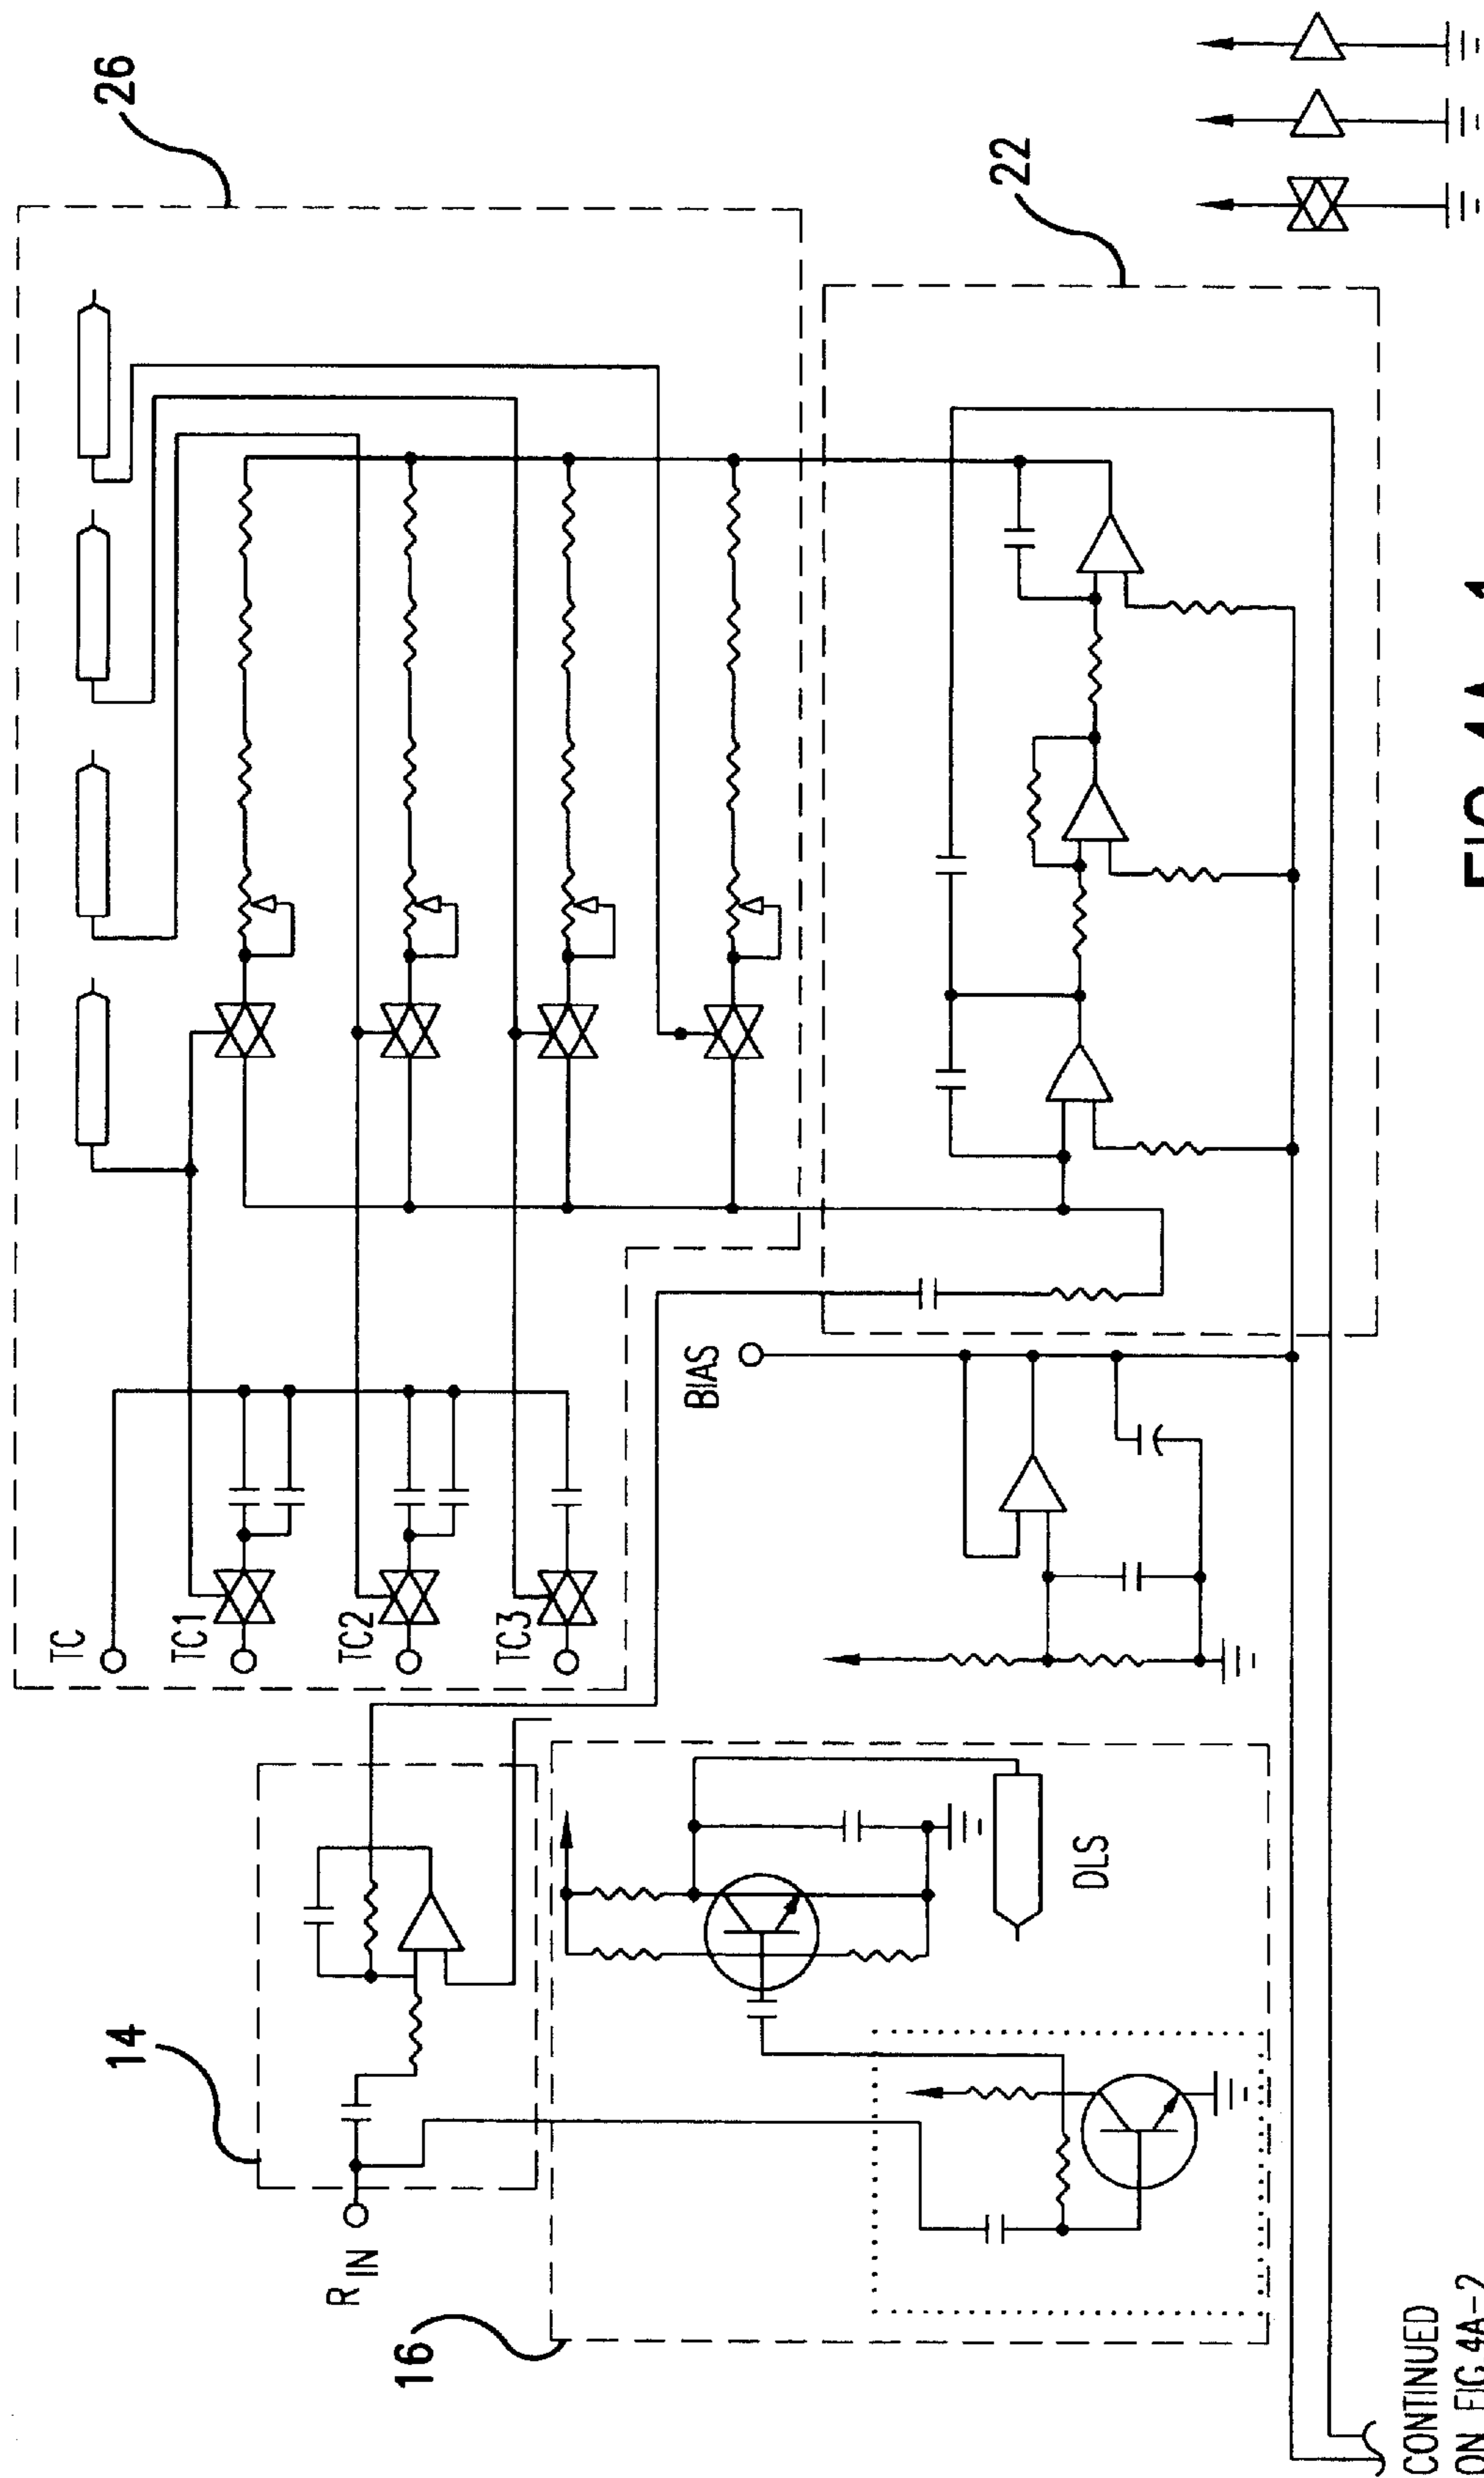 26
22
TC
TC1
TC2
TC3
BIAS
14
R IN
16
DLS
CONTINUED
ON FIG.4A-2
FIG.4A-1